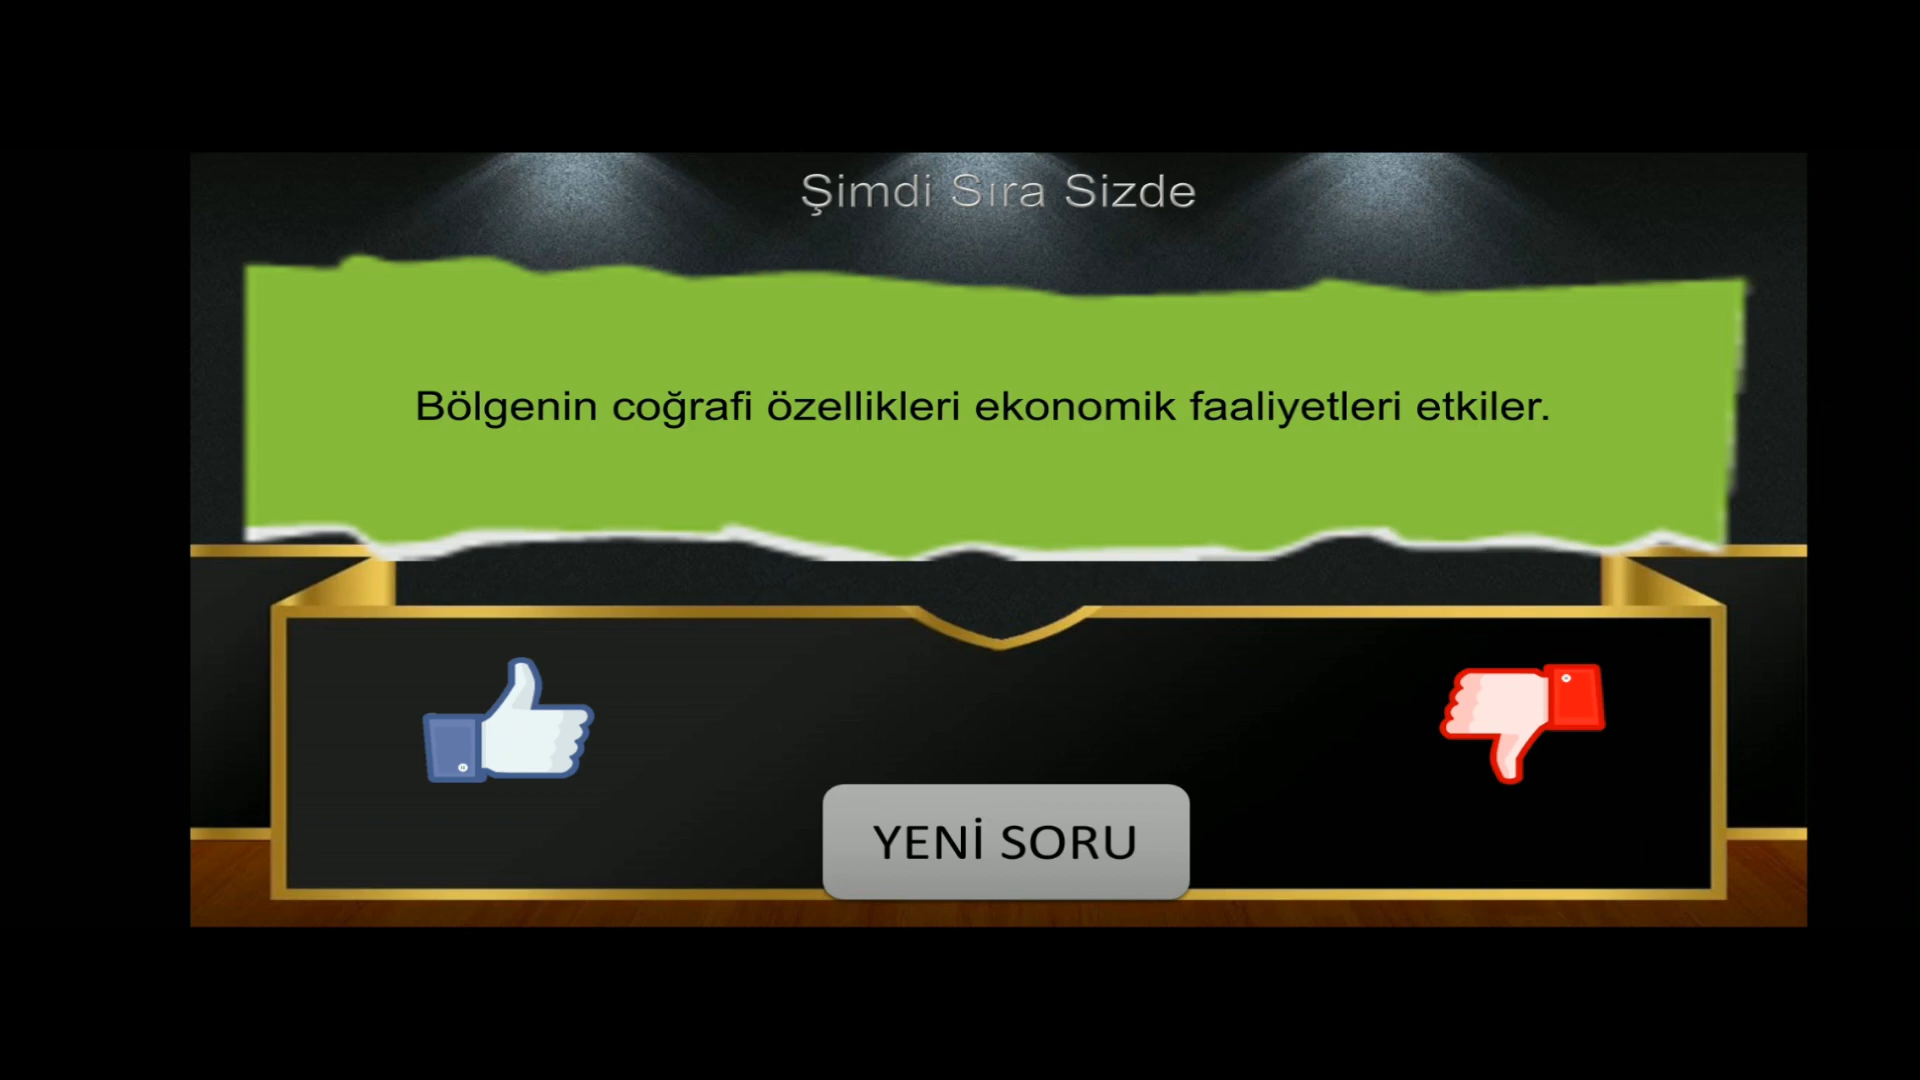 Şimdi Sıra Sizde
Bölgenin coğrafi özellikleri ekonomik faaliyetleri etkiler.
YENİ SORU